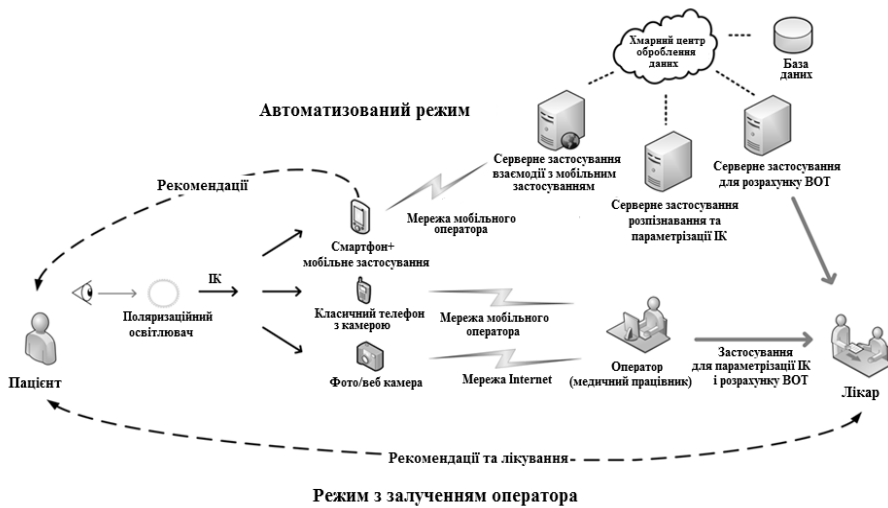 Хмарний центр
оброблення
даних
База
даних
Автоматизований режим
Серверне застосування
взаємодії з мобільним
застосуванням
Серверне застосування
для розрахунку ВОТ
Серверне застосування
розпізнавання та
параметрізації ІК
Рекомендації
Мережа мобільного
оператора
Смартфон+
мобільне застосування
ІК
Поляризаційний
освітлювач
Класичний телефон
з камерою
Мережа мобільного
оператора
Фото/веб камера
Мережа Internet
Оператор
(медичний працівник)
Застосування
для параметрізації ІК
і розрахунку ВОТ
Пацієнт
Лікар
Рекомендації та лікування
Режим з залученням оператора